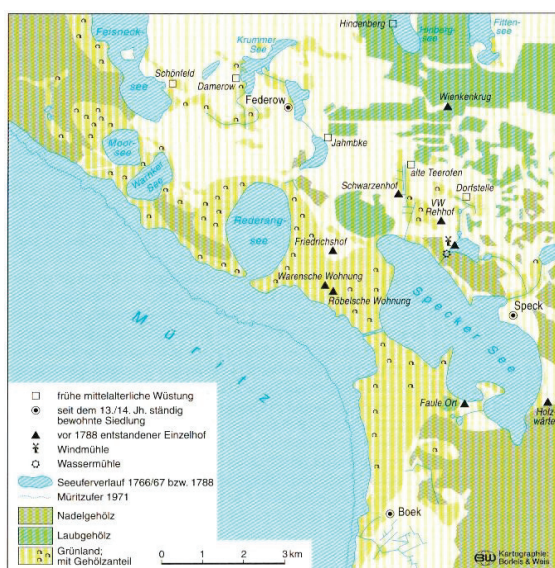 Hindenberg
Feisneck-
see
Krummer
See
Hinberg-
see
Fitten-
see
Schönfeld
Damerow
Federow
Wienkenkrug
Jahmbke
Moor-
see
Warnker
See
alte Teerofen
Schwarzenhof
Dorfstelle
VW
Rehhof
Rederang-
see
Friedrichshof
Warensche Wohnung
Röbelsche Wohnung
Specker See
Speck
Müritz
Faule Ort
Holz-
wärter
Boek
frühe mittelalterliche Wüstung
seit dem 13./14. Jh. ständig
bewohnte Siedlung
vor 1788 entstandener Einzelhof
Windmühle
Wassermühle
Seeuferverlauf 1766/67 bzw. 1788
Müritzufer 1971
Nadelgehölz
Laubgehölz
Grünland;
mit Gehölzanteil
0 1 2 3 km
BW Kartographie:
Borleis & Weis